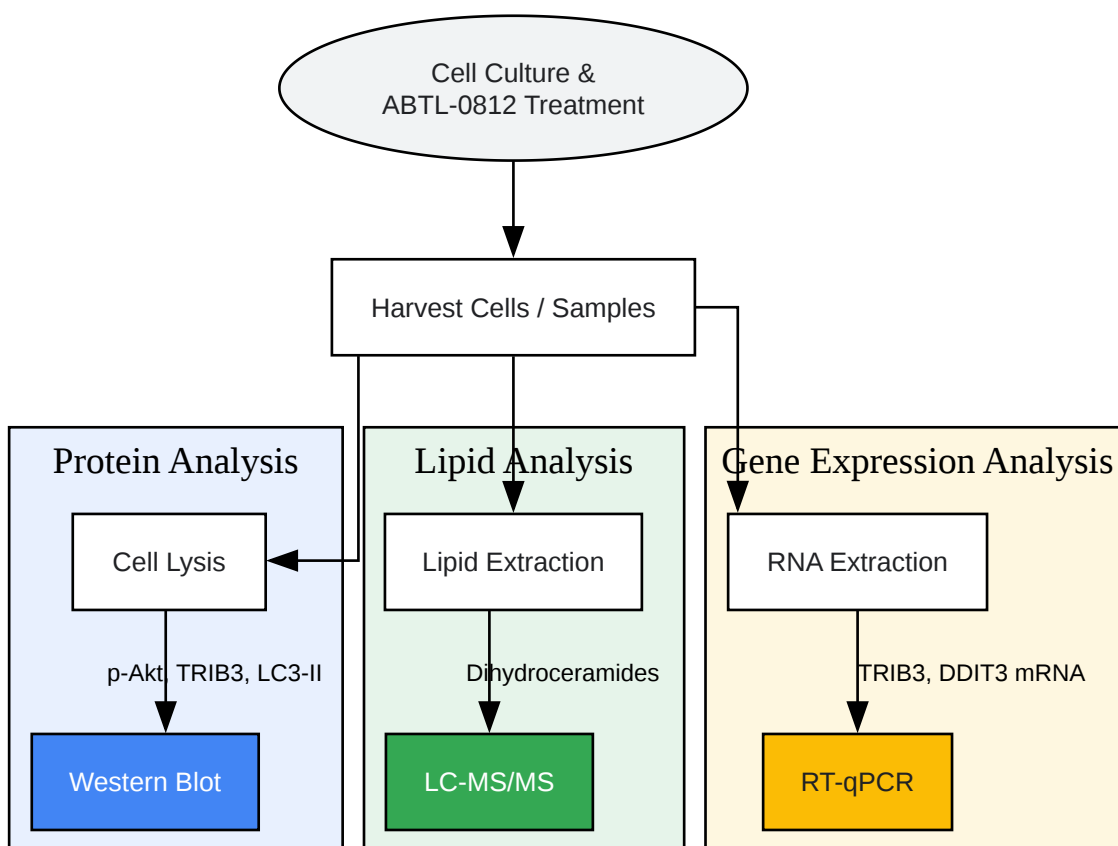 Cell Culture &
ABTL-0812 Treatment
Harvest Cells / Samples
Protein Analysis
Lipid Analysis
Gene Expression Analysis
Cell Lysis
Lipid Extraction
RNA Extraction
p-Akt, TRIB3, LC3-II
Dihydroceramides
TRIB3, DDIT3 mRNA
Western Blot
LC-MS/MS
RT-qPCR